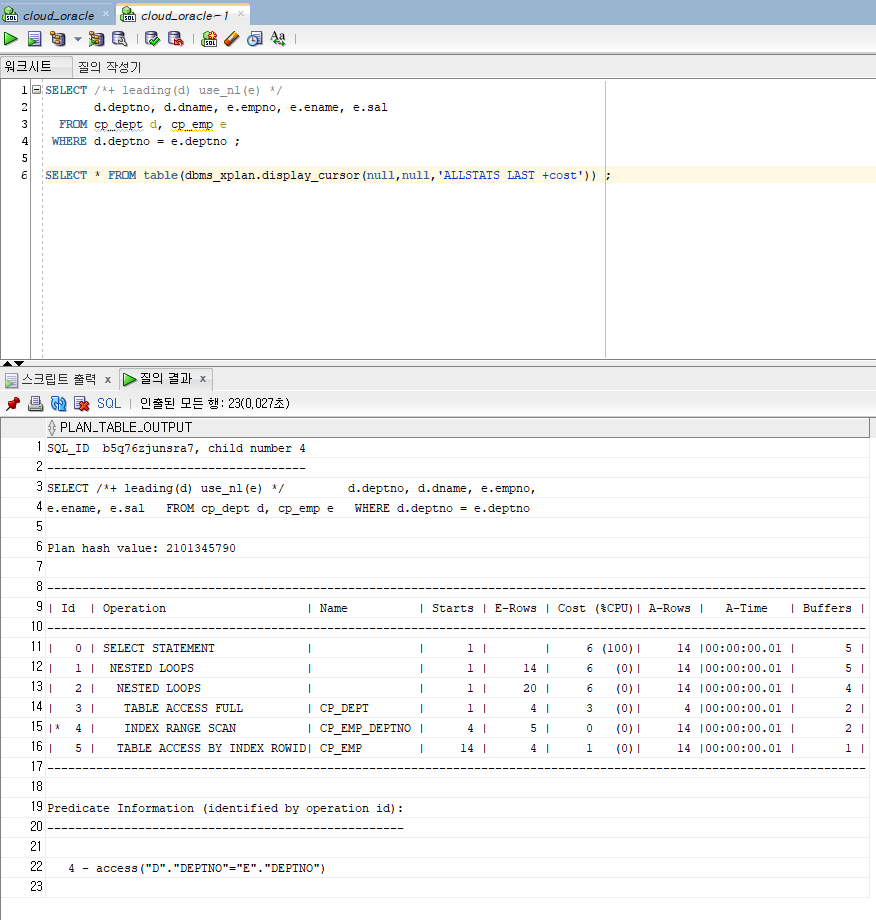 cloud_oracle × cloud_oracle~1 ×
워크시트 질의 작성기
1 SELECT /*+ leading(d) use_nl(e) */
2 d.deptno, d.dname, e.empno, e.ename, e.sal
3 FROM cp_dept d, cp_emp e
4 WHERE d.deptno = e.deptno ;
5
6 SELECT * FROM table(dbms_xplan.display_cursor(null,null,'ALLSTATS LAST +cost')) ;
스크립트 출력 × 질의 결과 ×
SQL | 인출된 모든 행: 23(0,027초)
PLAN_TABLE_OUTPUT
1 SQL_ID  b5q76zjunsra7, child number 4
2 -------------------------------------
3 SELECT /*+ leading(d) use_nl(e) */         d.deptno, d.dname, e.empno,
4 e.ename, e.sal   FROM cp_dept d, cp_emp e   WHERE d.deptno = e.deptno
5
6 Plan hash value: 2101345790
7
8 ---------------------------------------------------------------------------------------------------------------------
9 | Id  | Operation                    | Name           | Starts | E-Rows | Cost (%CPU)| A-Rows |   A-Time   | Buffers |
10 ---------------------------------------------------------------------------------------------------------------------
11 |   0 | SELECT STATEMENT             |                |      1 |        |     6 (100)|     14 |00:00:00.01 |       5 |
12 |   1 |  NESTED LOOPS                |                |      1 |     14 |     6   (0)|     14 |00:00:00.01 |       5 |
13 |   2 |   NESTED LOOPS               |                |      1 |     20 |     6   (0)|     14 |00:00:00.01 |       4 |
14 |   3 |    TABLE ACCESS FULL         | CP_DEPT        |      1 |      4 |     3   (0)|      4 |00:00:00.01 |       2 |
15 |*  4 |    INDEX RANGE SCAN          | CP_EMP_DEPTNO  |      4 |      5 |     0   (0)|     14 |00:00:00.01 |       2 |
16 |   5 |   TABLE ACCESS BY INDEX ROWID| CP_EMP         |     14 |      4 |     1   (0)|     14 |00:00:00.01 |       1 |
17 ---------------------------------------------------------------------------------------------------------------------
18
19 Predicate Information (identified by operation id):
20 ---------------------------------------------------
21
22    4 - access("D"."DEPTNO"="E"."DEPTNO")
23